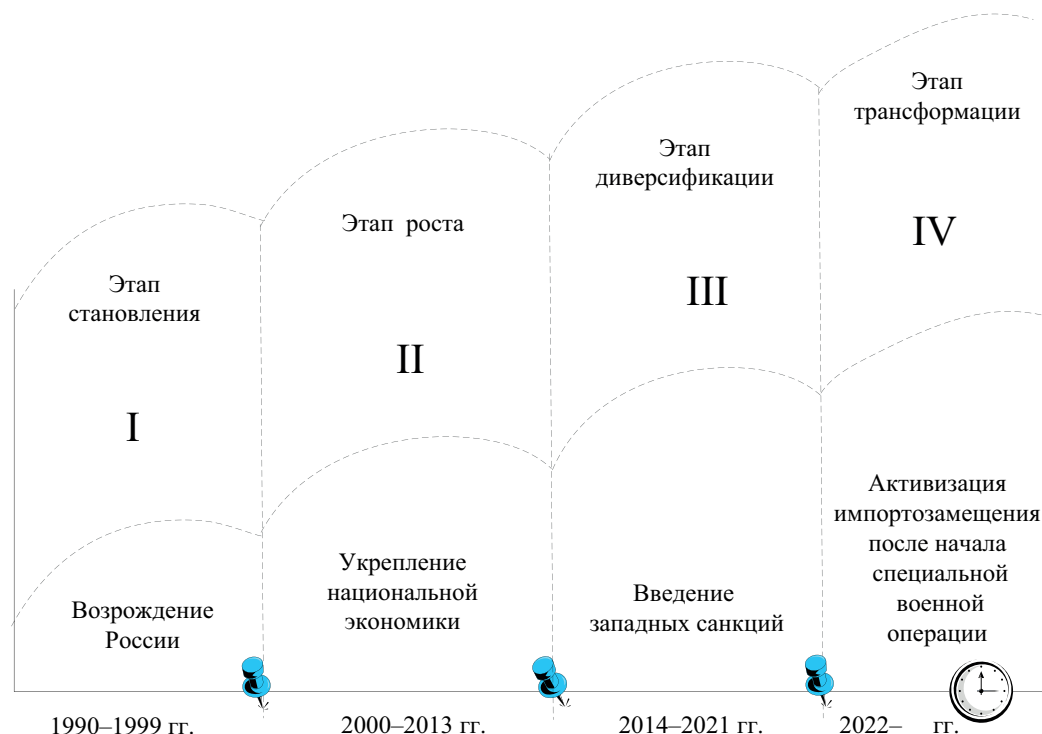 Этап
становления
I
Возрождение
России
1990–1999 гг.
Этап роста
II
Укрепление
национальной
экономики
2000–2013 гг.
Этап
диверсификации
III
Введение
западных санкций
2014–2021 гг.
Этап
трансформации
IV
Активизация
импортозамещения
после начала
специальной
военной
операции
2022– гг.